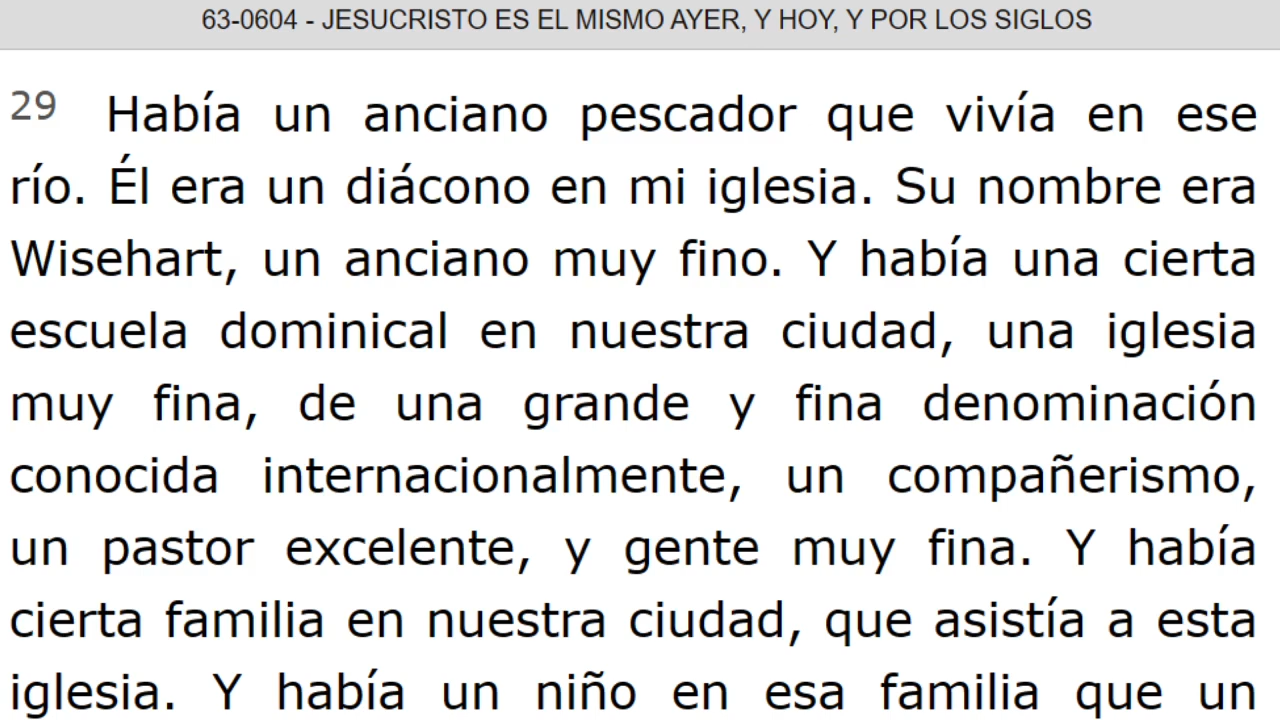 63-0604 - JESUCRISTO ES EL MISMO AYER, Y HOY, Y POR LOS SIGLOS
29 Había un anciano pescador que vivía en ese
río. Él era un diácono en mi iglesia. Su nombre era
Wisehart, un anciano muy fino. Y había una cierta
escuela dominical en nuestra ciudad, una iglesia
muy fina, de una grande y fina denominación
conocida internacionalmente, un compañerismo,
un pastor excelente, y gente muy fina. Y había
cierta familia en nuestra ciudad, que asistía a esta
iglesia. Y había un niño en esa familia que un